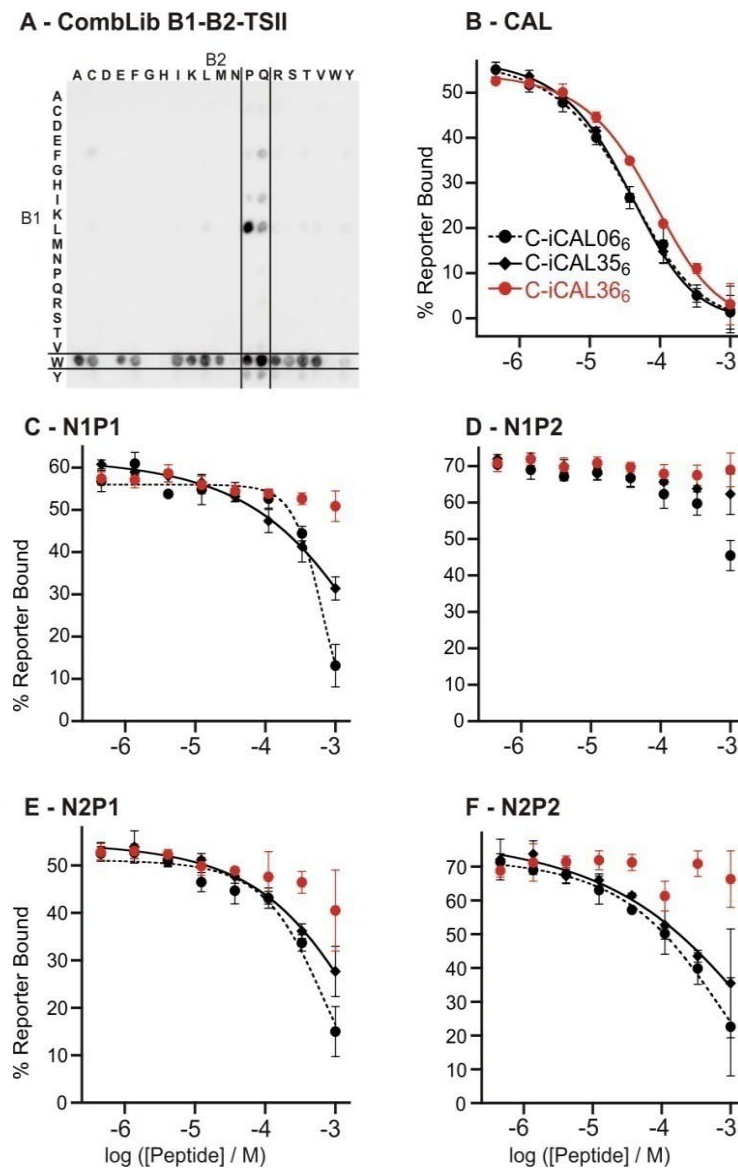 A - CombLib B1-B2-TSII
B2
A C D E F G H I K L M N P Q R S T V W Y
B1
A
C
D
E
F
G
H
I
K
L
M
N
P
Q
R
S
T
V
W
Y
B - CAL
% Reporter Bound
50
40
30
20
10
0
C-iCAL06₆
C-iCAL35₆
C-iCAL36₆
-6 -5 -4 -3
C - N1P1
% Reporter Bound
60
50
40
30
20
10
0
-6 -5 -4 -3
D - N1P2
70
60
50
40
30
20
10
0
-6 -5 -4 -3
E - N2P1
% Reporter Bound
50
40
30
20
10
0
-6 -5 -4 -3
log ([Peptide] / M)
F - N2P2
70
60
50
40
30
20
10
0
-6 -5 -4 -3
log ([Peptide] / M)